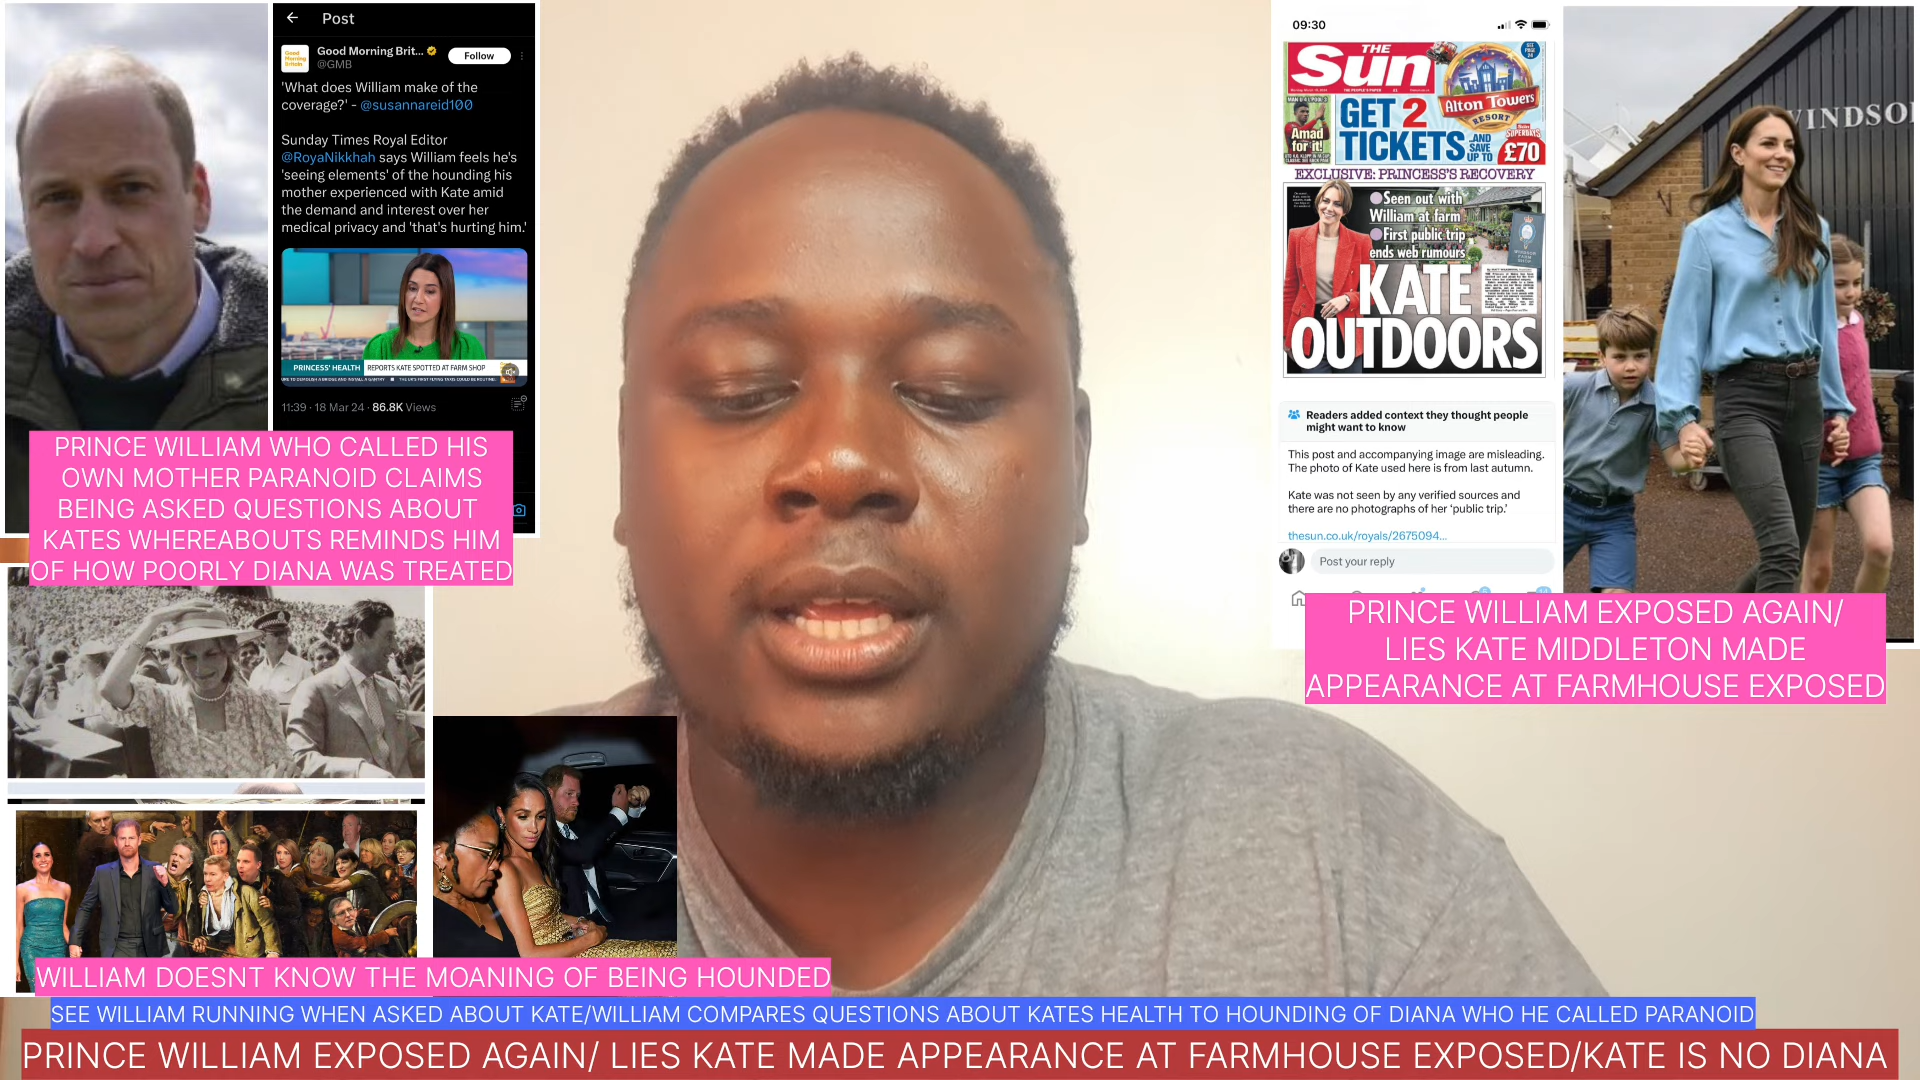 Post
Good Morning Brit...
@GMB
Follow
'What does William make of the
coverage?' - @susannareid100
Sunday Times Royal Editor
@RoyaNikkhah says William feels he's
'seeing elements' of the hounding his
mother experienced with Kate amid
the demand and interest over her
medical privacy and 'that's hurting him.'
PRINCESS' HEALTH
REPORTS KATE SPOTTED AT FARM SHOP
11:39 · 18 Mar 24 · 86.8K Views
PRINCE WILLIAM WHO CALLED HIS
OWN MOTHER PARANOID CLAIMS
BEING ASKED QUESTIONS ABOUT
KATES WHEREABOUTS REMINDS HIM
OF HOW POORLY DIANA WAS TREATED
09:30
THE
Sun
Alton Towers
RESORT
GET 2
TICKETS
AND
SAVE
UP TO
£70
Amad
for it!
EXCLUSIVE: PRINCESS'S RECOVERY
Seen out with
William at farm
First public trip
ends web rumours
KATE
OUTDOORS
Readers added context they thought people
might want to know
This post and accompanying image are misleading.
The photo of Kate used here is from last autumn.
Kate was not seen by any verified sources and
there are no photographs of her 'public trip.'
thesun.co.uk/royals/2675094...
Post your reply
WINDSO
PRINCE WILLIAM EXPOSED AGAIN/
LIES KATE MIDDLETON MADE
APPEARANCE AT FARMHOUSE EXPOSED
WILLIAM DOESNT KNOW THE MOANING OF BEING HOUNDED
SEE WILLIAM RUNNING WHEN ASKED ABOUT KATE/WILLIAM COMPARES QUESTIONS ABOUT KATES HEALTH TO HOUNDING OF DIANA WHO HE CALLED PARANOID
PRINCE WILLIAM EXPOSED AGAIN/ LIES KATE MADE APPEARANCE AT FARMHOUSE EXPOSED/KATE IS NO DIANA